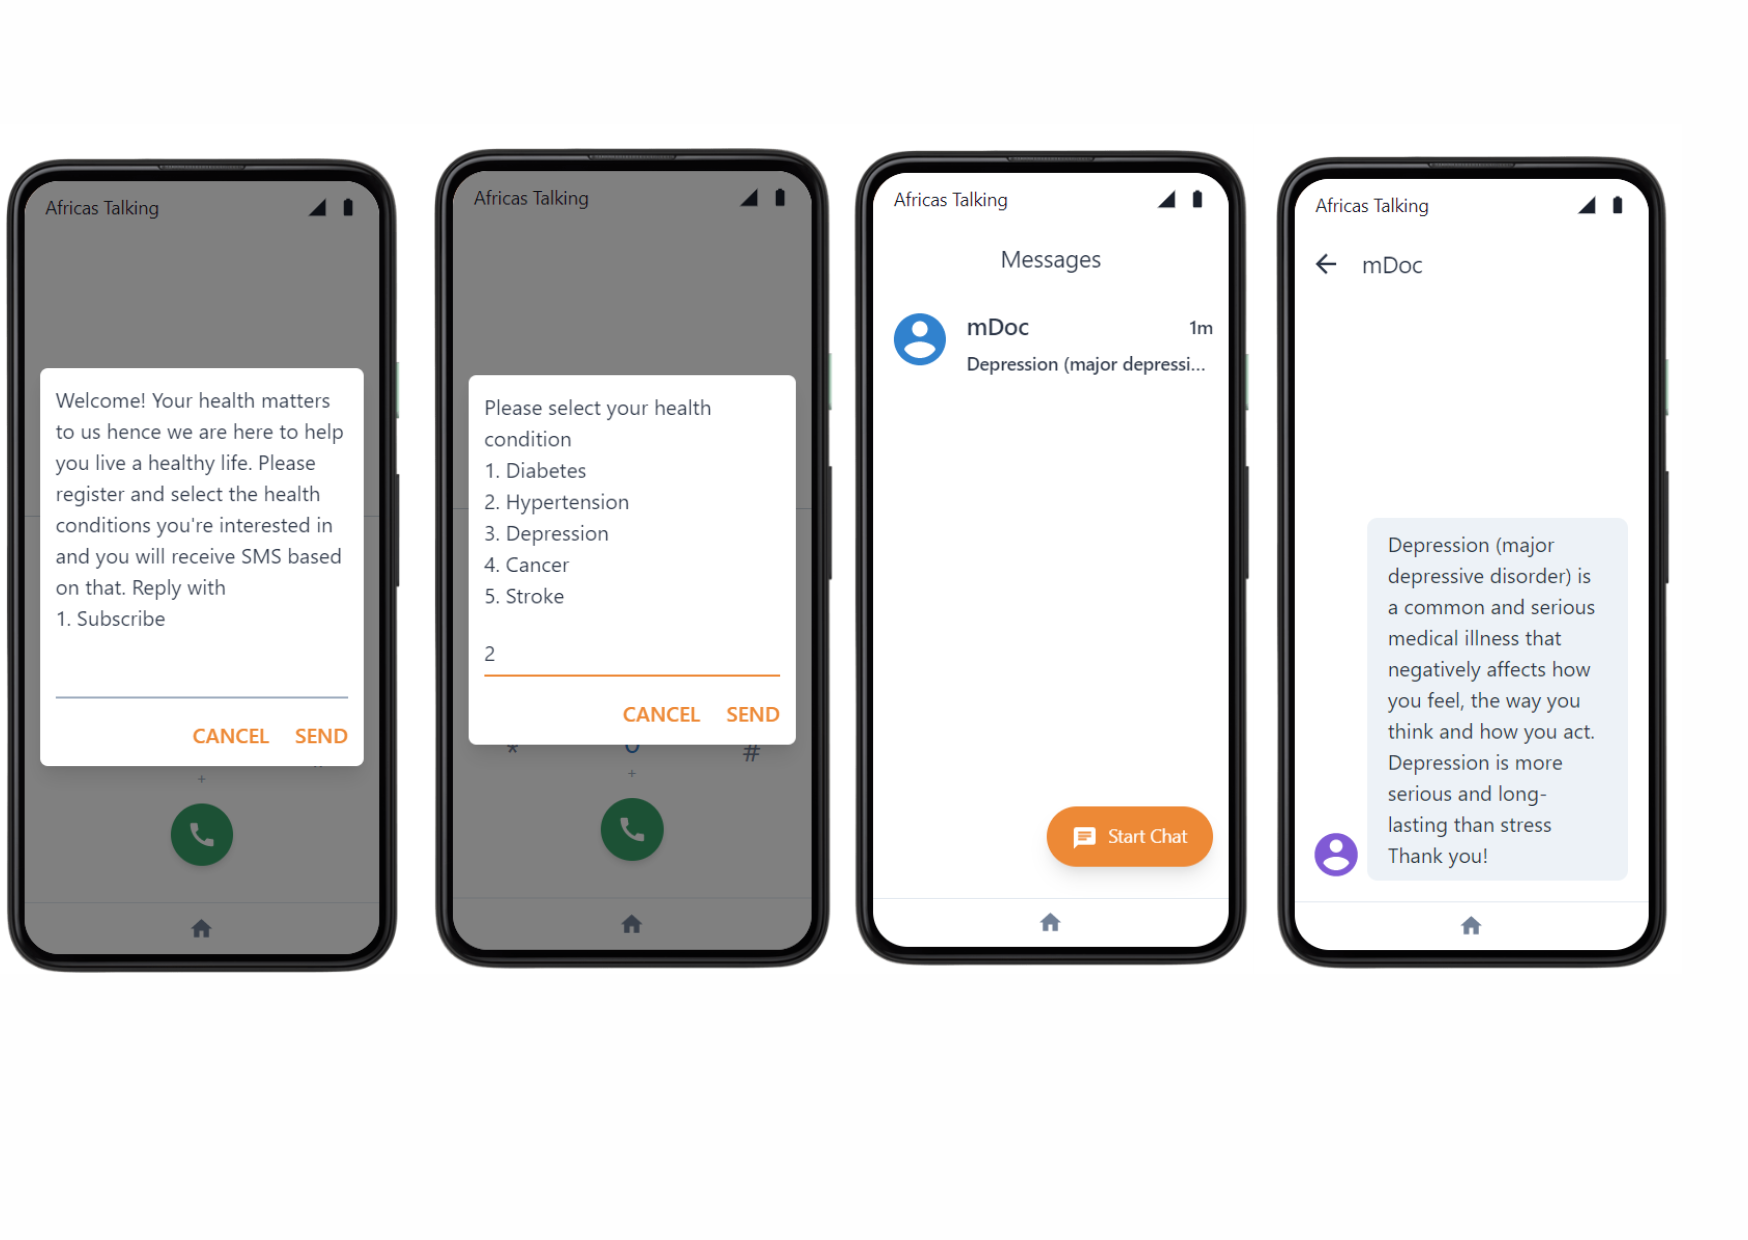 Africas Talking
Welcome! Your health matters
to us hence we are here to help
you live a healthy life. Please
register and select the health
conditions you're interested in
and you will receive SMS based
on that. Reply with
1. Subscribe
CANCEL SEND
+
Africas Talking
Please select your health
condition
1. Diabetes
2. Hypertension
3. Depression
4. Cancer
5. Stroke
2
CANCEL SEND
* 0 #
+
Africas Talking
Messages
mDoc 1m
Depression (major depressi...
Start Chat
Africas Talking
mDoc
Depression (major
depressive disorder) is
a common and serious
medical illness that
negatively affects how
you feel, the way you
think and how you act.
Depression is more
serious and long-
lasting than stress
Thank you!